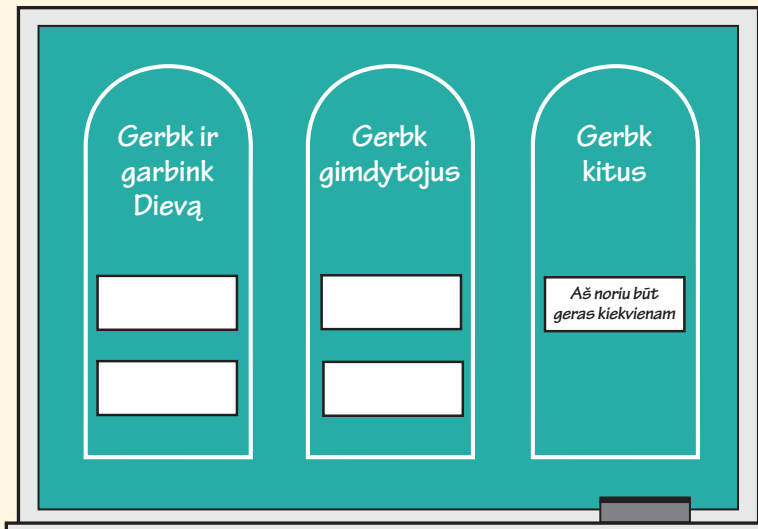 Gerbk ir
garbink
Dievą
Gerbk
gimdytojus
Gerbk
kitus
Aš noriu būt
geras kiekvienam